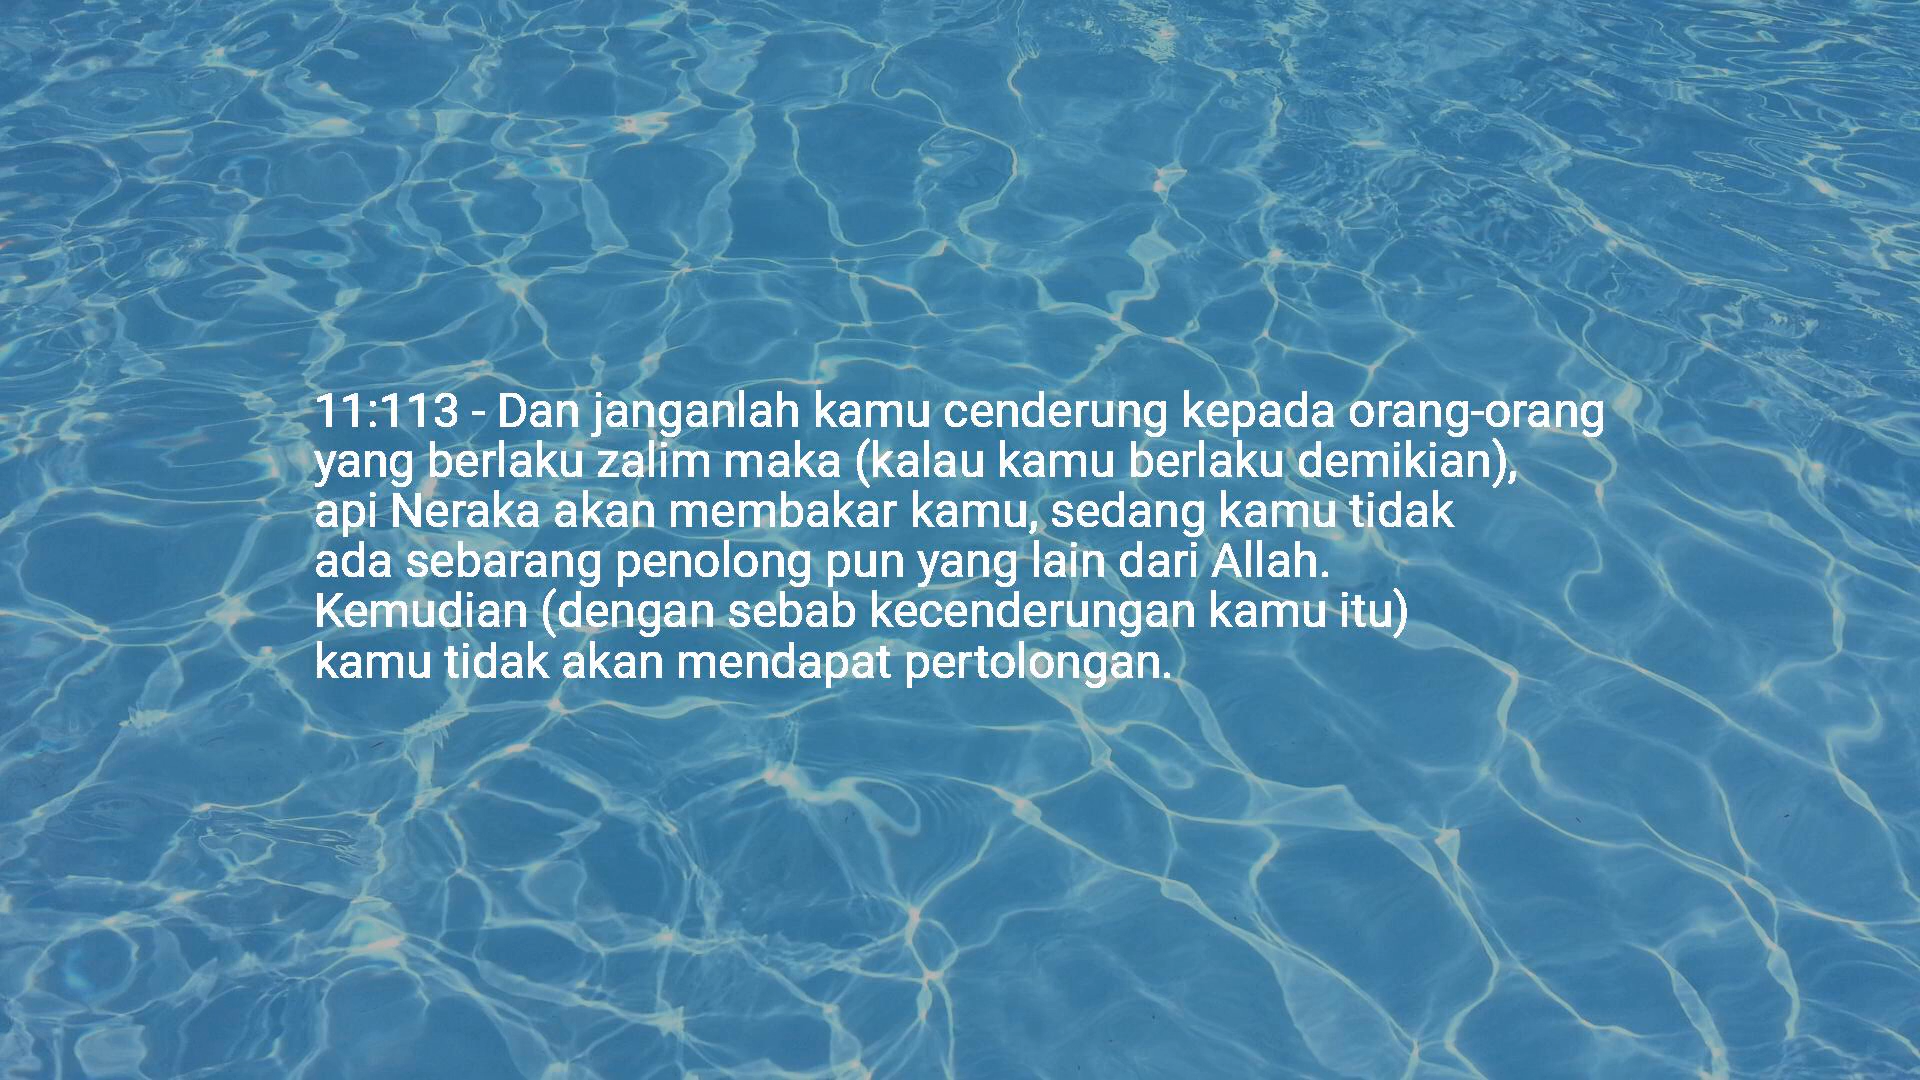 11:113 - Dan janganlah kamu cenderung kepada orang-orang
yang berlaku zalim maka (kalau kamu berlaku demikian),
api Neraka akan membakar kamu, sedang kamu tidak
ada sebarang penolong pun yang lain dari Allah.
Kemudian (dengan sebab kecenderungan kamu itu)
kamu tidak akan mendapat pertolongan.